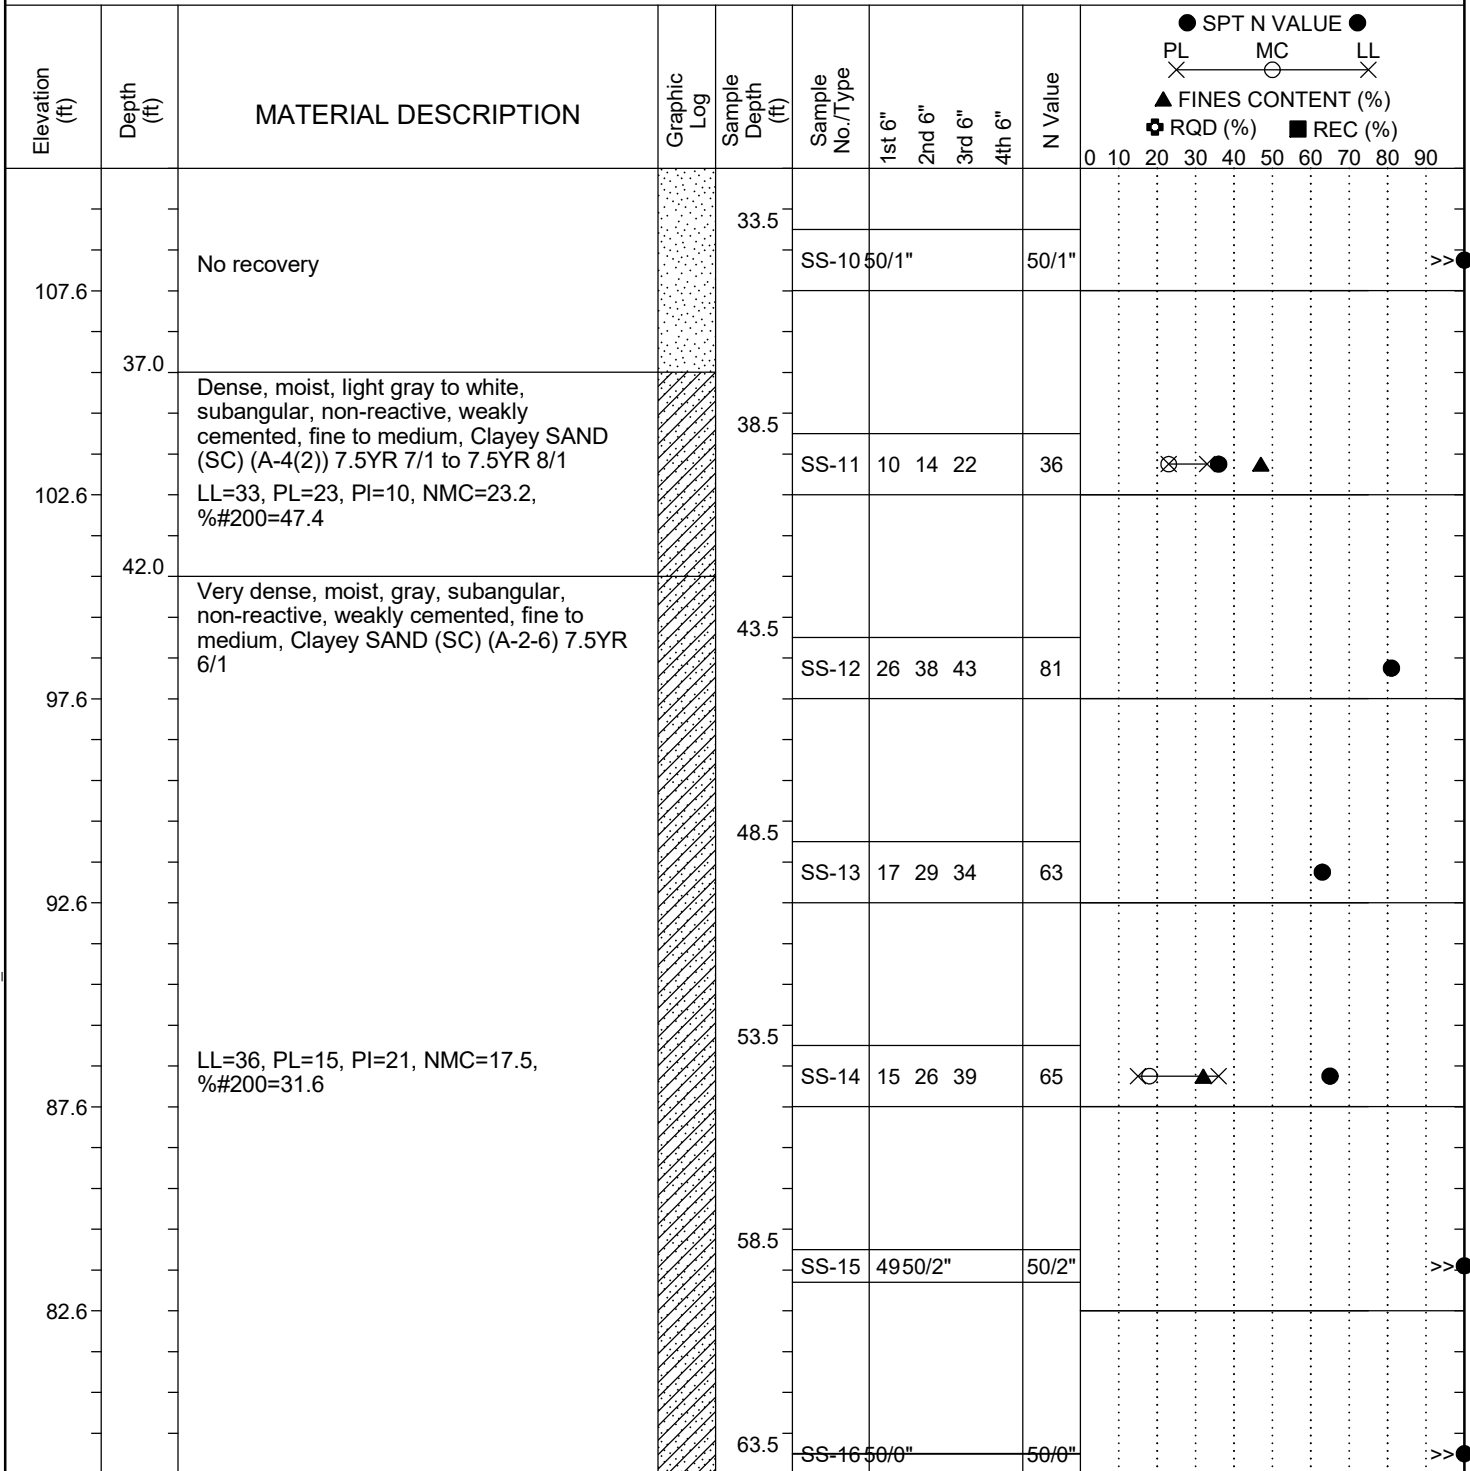 Elevation (ft)
Depth (ft)
MATERIAL DESCRIPTION
Graphic Log
Sample Depth (ft)
Sample No./Type
1st 6"
2nd 6"
3rd 6"
4th 6"
N Value
SPT N VALUE
PL MC LL
FINES CONTENT (%)
RQD (%) REC (%)
0 10 20 30 40 50 60 70 80 90
33.5
No recovery
SS-10 50/1" 50/1" >>
107.6
37.0
Dense, moist, light gray to white,
subangular, non-reactive, weakly
cemented, fine to medium, Clayey SAND
(SC) (A-4(2)) 7.5YR 7/1 to 7.5YR 8/1
38.5
SS-11 10 14 22 36
102.6
LL=33, PL=23, PI=10, NMC=23.2,
%#200=47.4
42.0
Very dense, moist, gray, subangular,
non-reactive, weakly cemented, fine to
medium, Clayey SAND (SC) (A-2-6) 7.5YR
6/1
43.5
SS-12 26 38 43 81
97.6
48.5
SS-13 17 29 34 63
92.6
53.5
LL=36, PL=15, PI=21, NMC=17.5,
%#200=31.6
SS-14 15 26 39 65
87.6
58.5
SS-15 49 50/2" 50/2" >>
82.6
63.5
SS-16 50/0" 50/0" >>